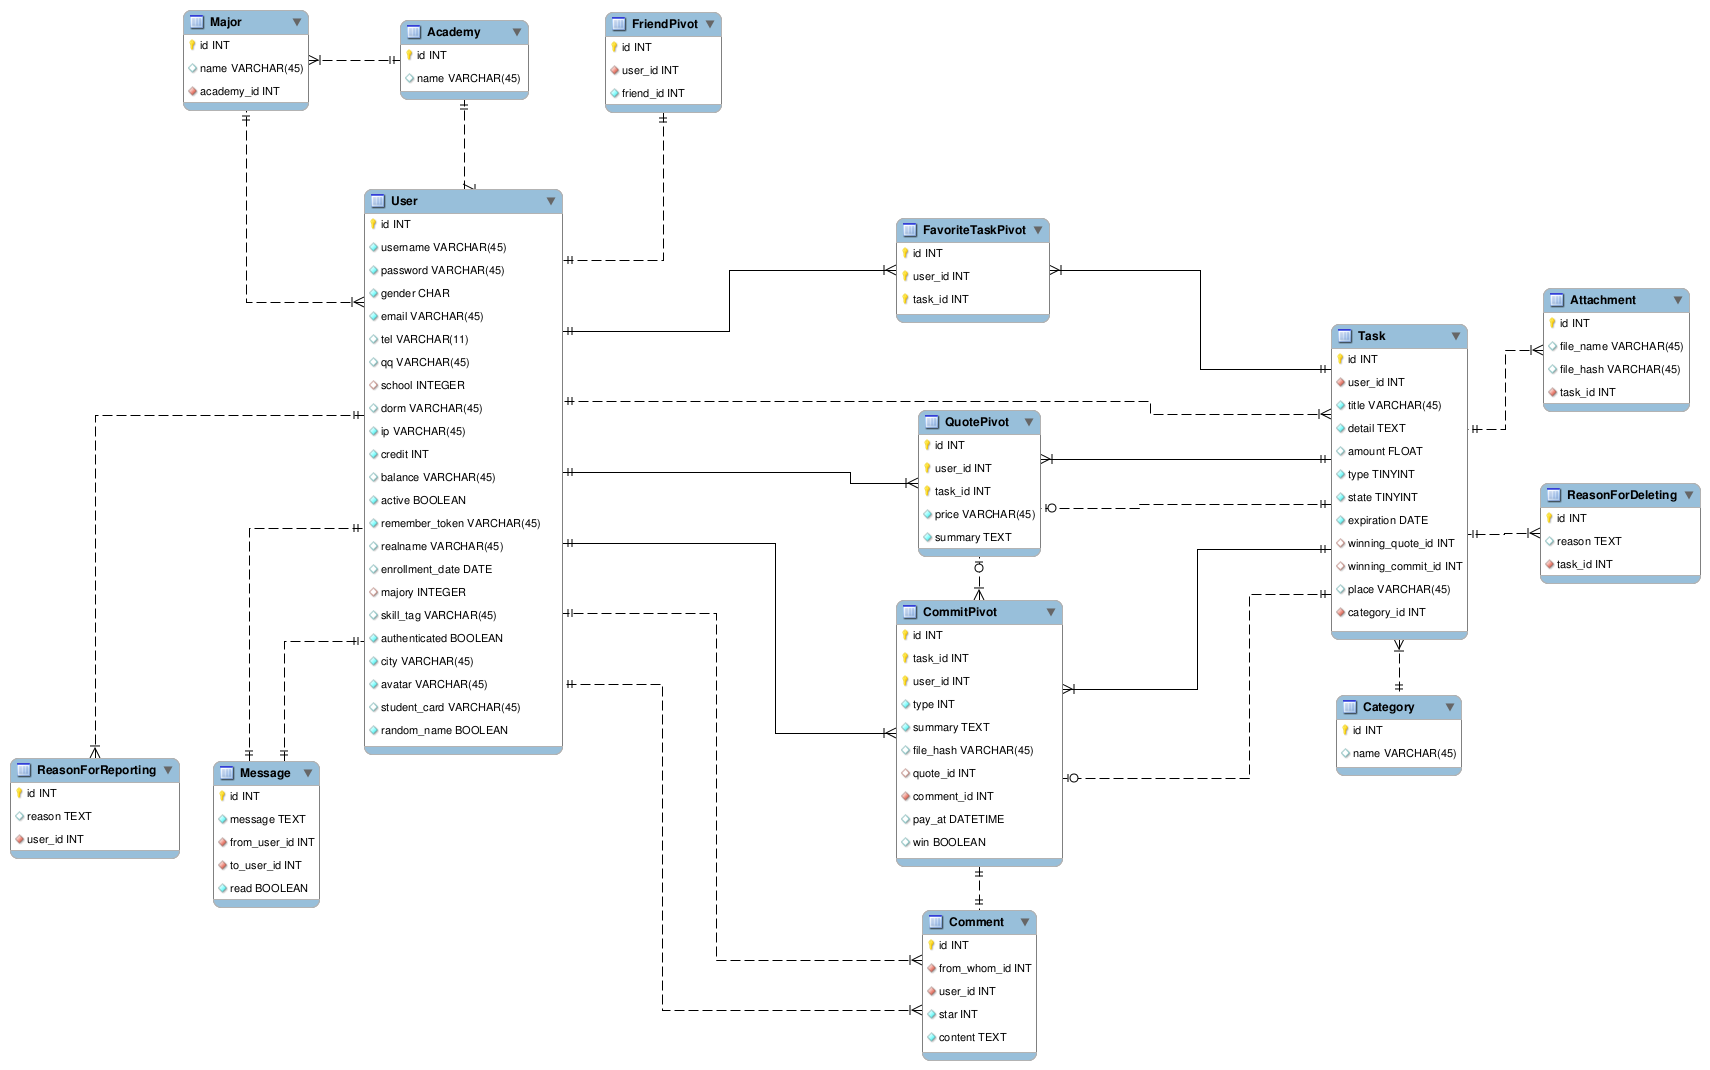 Major
id INT
name VARCHAR(45)
academy_id INT
Academy
id INT
name VARCHAR(45)
FriendPivot
id INT
user_id INT
friend_id INT
User
id INT
username VARCHAR(45)
password VARCHAR(45)
gender CHAR
email VARCHAR(45)
tel VARCHAR(11)
qq VARCHAR(45)
school INTEGER
dorm VARCHAR(45)
ip VARCHAR(45)
credit INT
balance VARCHAR(45)
active BOOLEAN
remember_token VARCHAR(45)
realname VARCHAR(45)
enrollment_date DATE
majory INTEGER
skill_tag VARCHAR(45)
authenticated BOOLEAN
city VARCHAR(45)
avatar VARCHAR(45)
student_card VARCHAR(45)
random_name BOOLEAN
FavoriteTaskPivot
id INT
user_id INT
task_id INT
QuotePivot
id INT
user_id INT
task_id INT
price VARCHAR(45)
summary TEXT
Task
id INT
user_id INT
title VARCHAR(45)
detail TEXT
amount FLOAT
type TINYINT
state TINYINT
expiration DATE
winning_quote_id INT
winning_commit_id INT
place VARCHAR(45)
category_id INT
Attachment
id INT
file_name VARCHAR(45)
file_hash VARCHAR(45)
task_id INT
ReasonForDeleting
id INT
reason TEXT
task_id INT
CommitPivot
id INT
task_id INT
user_id INT
type INT
summary TEXT
file_hash VARCHAR(45)
quote_id INT
comment_id INT
pay_at DATETIME
win BOOLEAN
Category
id INT
name VARCHAR(45)
ReasonForReporting
id INT
reason TEXT
user_id INT
Message
id INT
message TEXT
from_user_id INT
to_user_id INT
read BOOLEAN
Comment
id INT
from_whom_id INT
user_id INT
star INT
content TEXT